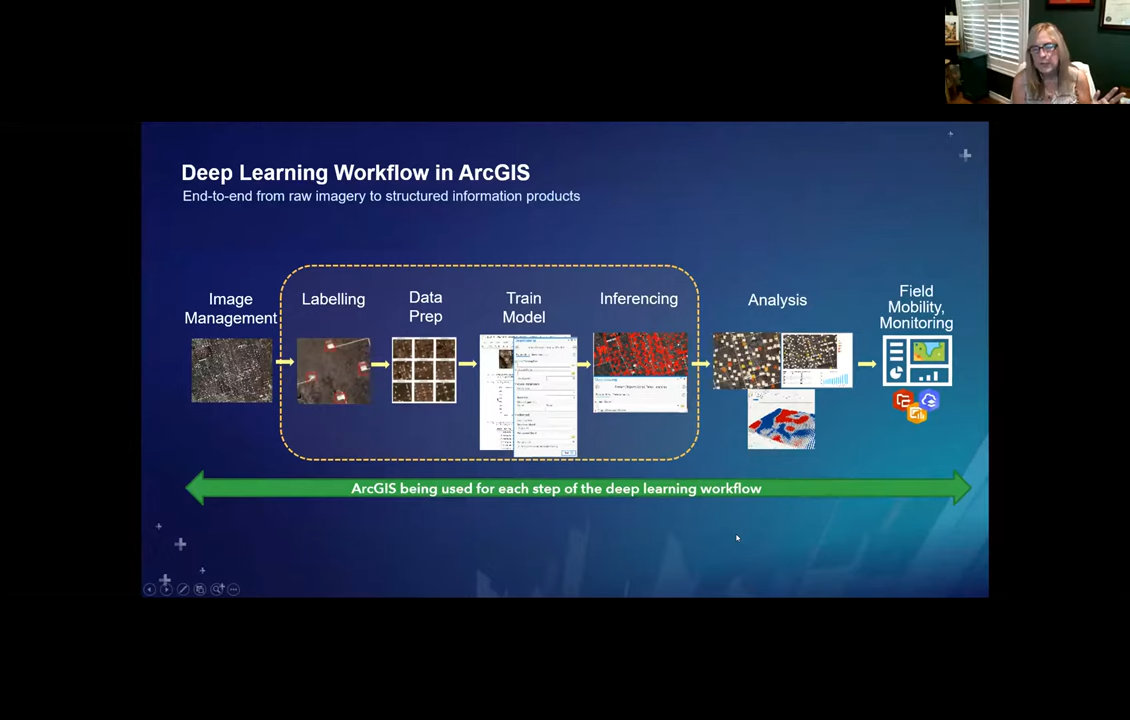 Deep Learning Workflow in ArcGIS
End-to-end from raw imagery to structured information products
Image
Management
Labelling
Data
Prep
Train
Model
Inferencing
Analysis
Field
Mobility,
Monitoring
ArcGIS being used for each step of the deep learning workflow